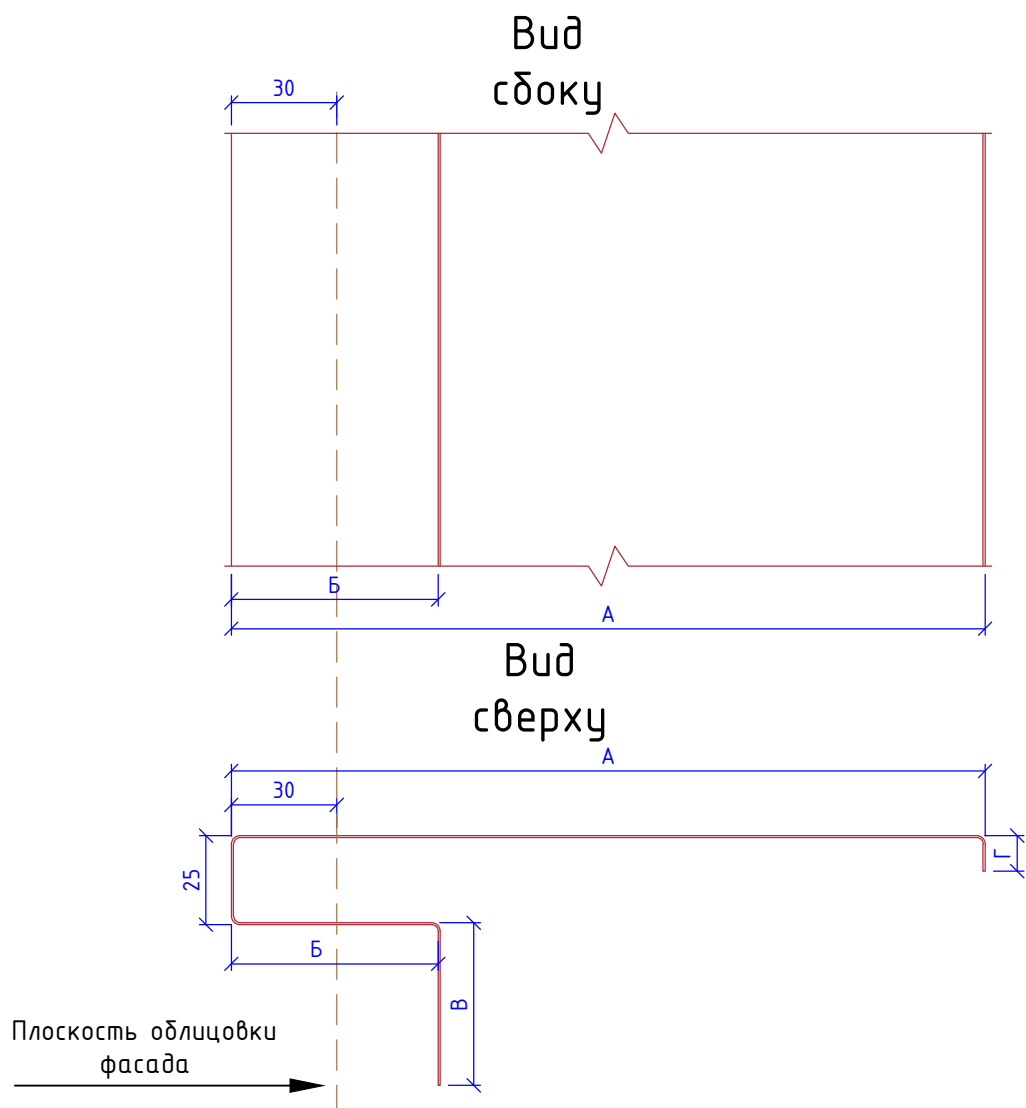 Вид
сбоку
30
Б
А
Вид
сверху
А
30
25
Г
Б
В
Плоскость облицовки
фасада